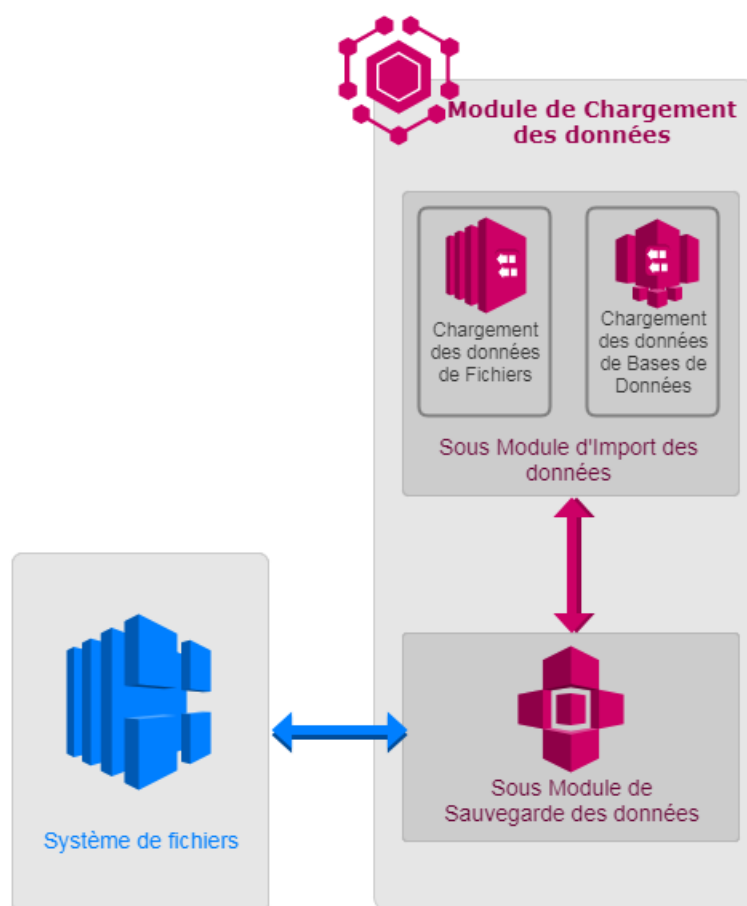 Module de Chargement
des données
Chargement
des données
de Fichiers
Chargement
des données
de Bases de
Données
Sous Module d'Import des
données
Sous Module de
Sauvegarde des données
Système de fichiers